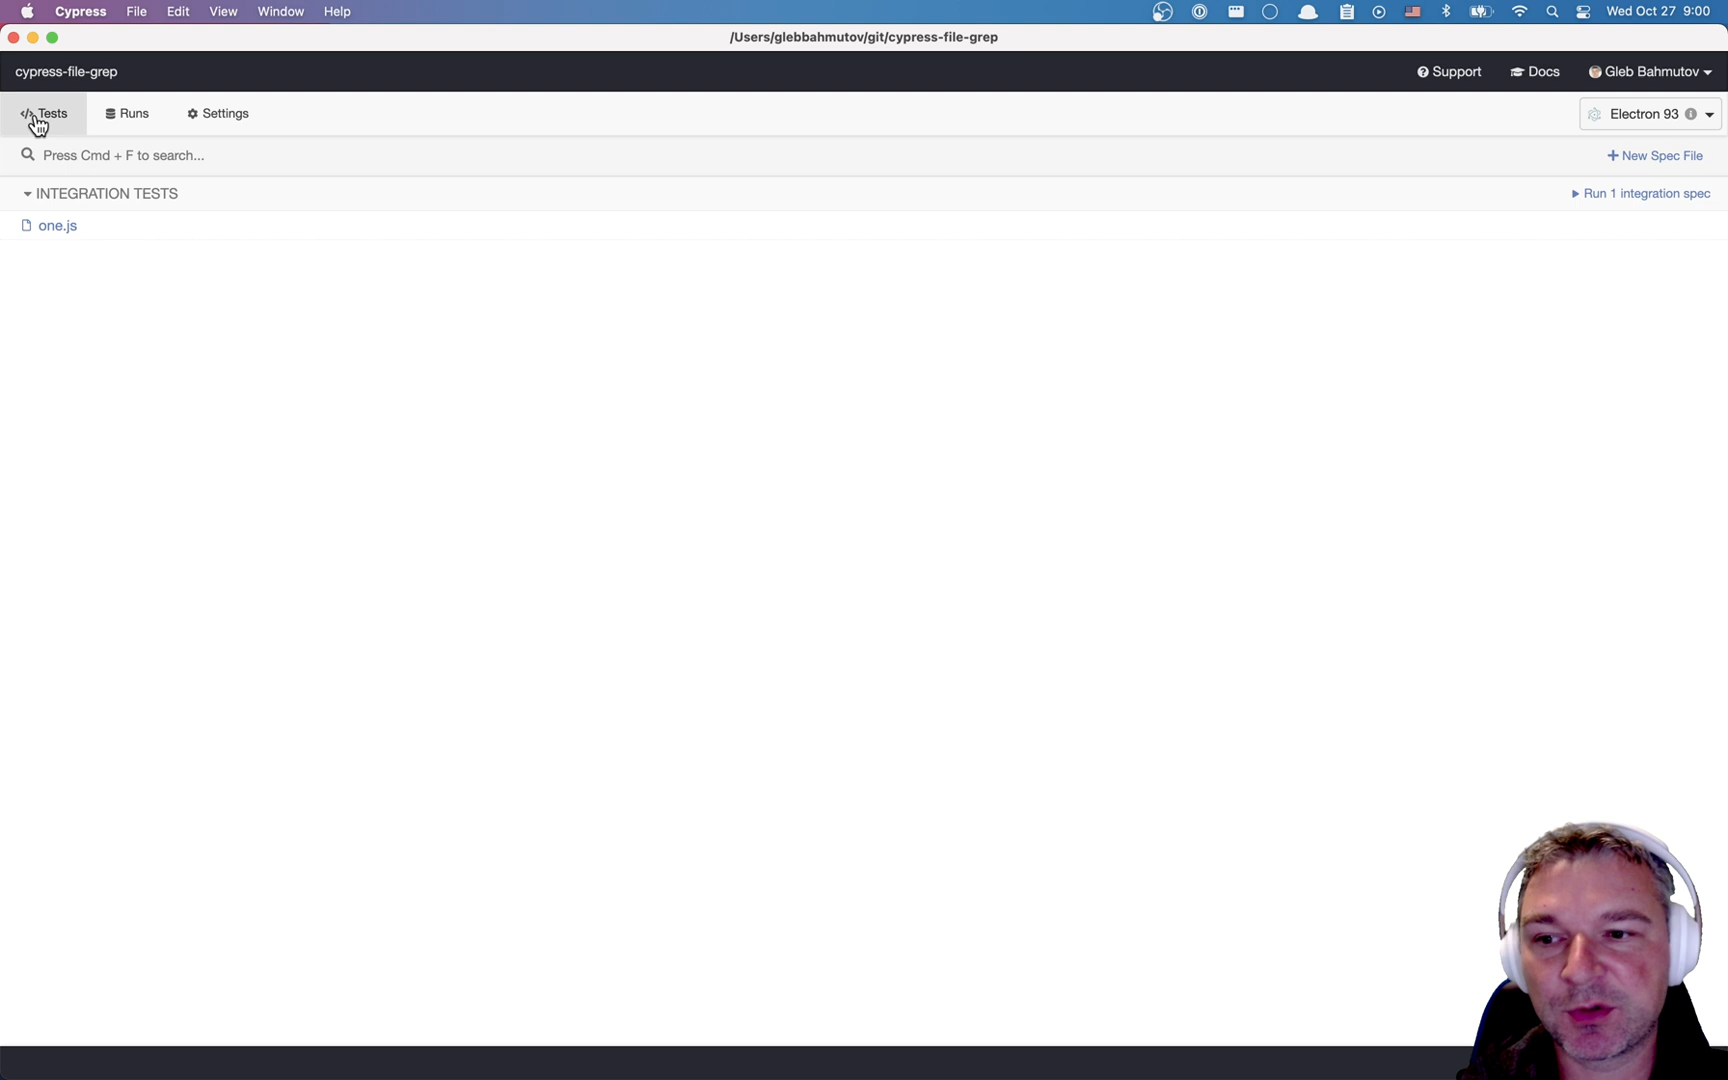 Cypress File Edit View Window Help Wed Oct 27 9:00
/Users/glebbahmutov/git/cypress-file-grep
cypress-file-grep Support Docs Gleb Bahmutov
</> Tests Runs Settings Electron 93
Press Cmd + F to search... + New Spec File
INTEGRATION TESTS Run 1 integration spec
one.js